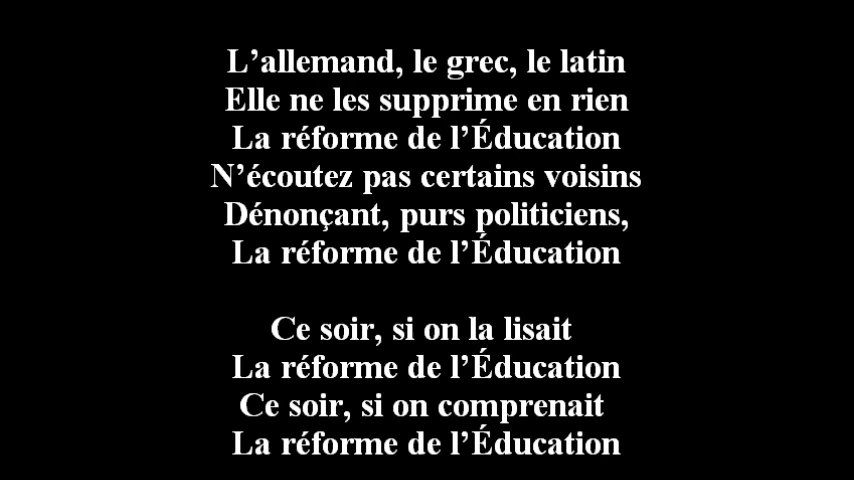 L’allemand, le grec, le latin
Elle ne les supprime en rien
La réforme de l’Éducation
N’écoutez pas certains voisins
Dénonçant, purs politiciens,
La réforme de l’Éducation
Ce soir, si on la lisait
La réforme de l’Éducation
Ce soir, si on comprenait
La réforme de l’Éducation